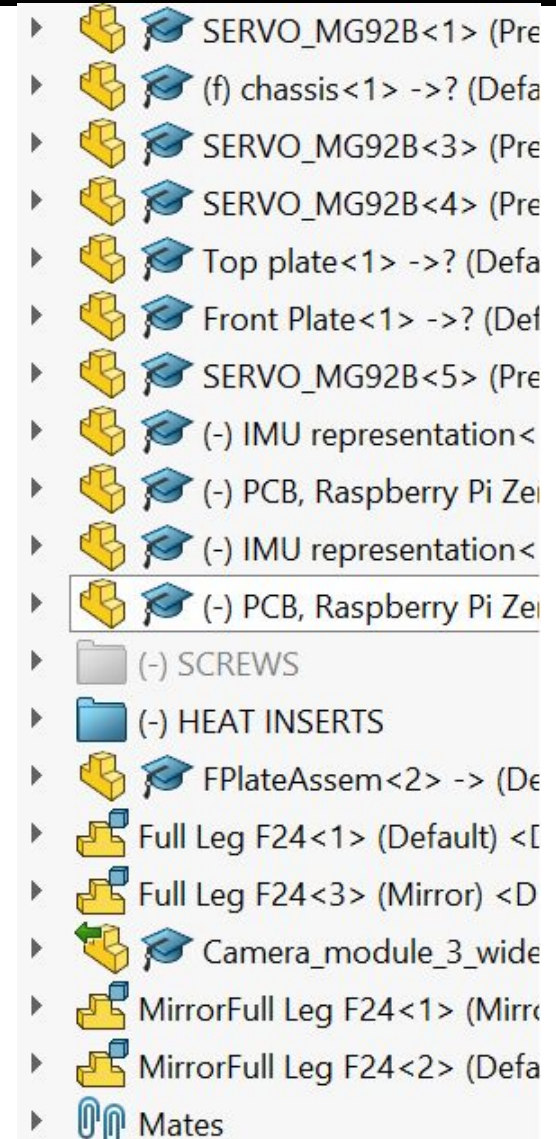 SERVO_MG92B<1> (Pre
(f) chassis<1> ->? (Defa
SERVO_MG92B<3> (Pre
SERVO_MG92B<4> (Pre
Top plate<1> ->? (Defa
Front Plate<1> ->? (Def
SERVO_MG92B<5> (Pre
(-) IMU representation<
(-) PCB, Raspberry Pi Ze
(-) IMU representation<
(-) PCB, Raspberry Pi Ze
(-) SCREWS
(-) HEAT INSERTS
FPlateAssem<2> -> (De
Full Leg F24<1> (Default) <D
Full Leg F24<3> (Mirror) <D
Camera_module_3_wide
MirrorFull Leg F24<1> (Mirro
MirrorFull Leg F24<2> (Defa
Mates